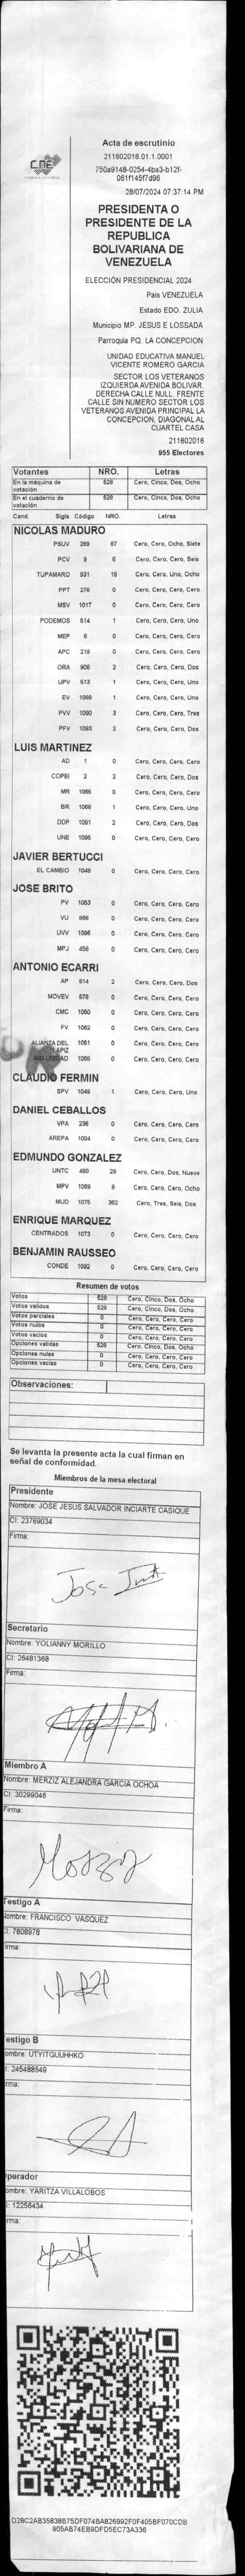 CNE
Acta de escrutinio
211602016.01.1.0001
750a9148-0254-4ba3-b12f-
061f145f7d96
28/07/2024 07:37:14 PM
PRESIDENTA O
PRESIDENTE DE LA
REPUBLICA
BOLIVARIANA DE
VENEZUELA
ELECCIÓN PRESIDENCIAL 2024
País VENEZUELA
Estado EDO. ZULIA
Municipio MP. JESUS E LOSSADA
Parroquia PQ. LA CONCEPCION
UNIDAD EDUCATIVA MANUEL
VICENTE ROMERO GARCIA
SECTOR LOS VETERANOS
IZQUIERDA AVENIDA BOLIVAR.
DERECHA CALLE NULL. FRENTE
CALLE SIN NUMERO SECTOR LOS
VETERANOS AVENIDA PRINCIPAL LA
CONCEPCION, DIAGONAL AL
CUARTEL CASA
211602016
955 Electores
Votantes NRO. Letras
En la máquina de votación 528 Cero, Cinco, Dos, Ocho
En el cuaderno de votación 528 Cero, Cinco, Dos, Ocho
Cand. Sigla Código NRO. Letras
NICOLAS MADURO
PSUV 269 87 Cero, Cero, Ocho, Siete
PCV 9 6 Cero, Cero, Cero, Seis
TUPAMARO 931 18 Cero, Cero, Uno, Ocho
PPT 276 0 Cero, Cero, Cero, Cero
MSV 1017 0 Cero, Cero, Cero, Cero
PODEMOS 514 1 Cero, Cero, Cero, Uno
MEP 6 0 Cero, Cero, Cero, Cero
APC 219 0 Cero, Cero, Cero, Cero
ORA 906 2 Cero, Cero, Cero, Dos
UPV 513 1 Cero, Cero, Cero, Uno
EV 1089 1 Cero, Cero, Cero, Uno
PVV 1090 3 Cero, Cero, Cero, Tres
PFV 1093 2 Cero, Cero, Cero, Dos
LUIS MARTINEZ
AD 1 0 Cero, Cero, Cero, Cero
COPEI 2 2 Cero, Cero, Cero, Dos
MR 1065 0 Cero, Cero, Cero, Cero
BR 1066 1 Cero, Cero, Cero, Uno
DDP 1091 2 Cero, Cero, Cero, Dos
UNE 1095 0 Cero, Cero, Cero, Cero
JAVIER BERTUCCI
EL CAMBIO 1048 0 Cero, Cero, Cero, Cero
JOSE BRITO
PV 1053 0 Cero, Cero, Cero, Cero
VU 868 0 Cero, Cero, Cero, Cero
UVV 1096 0 Cero, Cero, Cero, Cero
MPJ 456 0 Cero, Cero, Cero, Cero
ANTONIO ECARRI
AP 814 2 Cero, Cero, Cero, Dos
MOVEV 878 0 Cero, Cero, Cero, Cero
CMC 1050 0 Cero, Cero, Cero, Cero
FV 1062 0 Cero, Cero, Cero, Cero
ALIANZA DEL LAPIZ 1051 0 Cero, Cero, Cero, Cero
UNIDAD 1056 0 Cero, Cero, Cero, Cero
CLAUDIO FERMIN
SPV 1049 1 Cero, Cero, Cero, Uno
DANIEL CEBALLOS
VPA 236 0 Cero, Cero, Cero, Cero
AREPA 1094 0 Cero, Cero, Cero, Cero
EDMUNDO GONZALEZ
UNTC 460 29 Cero, Cero, Dos, Nueve
MPV 1069 8 Cero, Cero, Cero, Ocho
MUD 1075 362 Cero, Tres, Seis, Dos
ENRIQUE MARQUEZ
CENTRADOS 1073 0 Cero, Cero, Cero, Cero
BENJAMIN RAUSSEO
CONDE 1092 0 Cero, Cero, Cero, Cero
Resumen de votos
Votos 528 Cero, Cinco, Dos, Ocho
Votos validos 528 Cero, Cinco, Dos, Ocho
Votos parciales 0 Cero, Cero, Cero, Cero
Votos nulos 0 Cero, Cero, Cero, Cero
Votos vacíos 0 Cero, Cero, Cero, Cero
Opciones validas 528 Cero, Cinco, Dos, Ocho
Opciones nulas 0 Cero, Cero, Cero, Cero
Opciones vacías 0 Cero, Cero, Cero, Cero
Observaciones:
Se levanta la presente acta la cual firman en
señal de conformidad.
Miembros de la mesa electoral
Presidente
Nombre: JOSE JESUS SALVADOR INCIARTE CASIQUE
CI: 23769034
Firma:
Secretario
Nombre: YOLIANNY MORILLO
CI: 26481368
Firma:
Miembro A
Nombre: MERZIZ ALEJANDRA GARCIA OCHOA
CI: 30299046
Firma:
Testigo A
Nombre: FRANCISCO VASQUEZ
CI: 7808978
irma:
estigo B
ombre: UTYITGUUHHKO
I: 245488549
rma:
perador
ombre: YARITZA VILLALOBOS
I: 12256434
rma:
D28C2AB35838B75DF074BA826992F0F405BF070CDB
905AB74EB9DFD5EC73A336